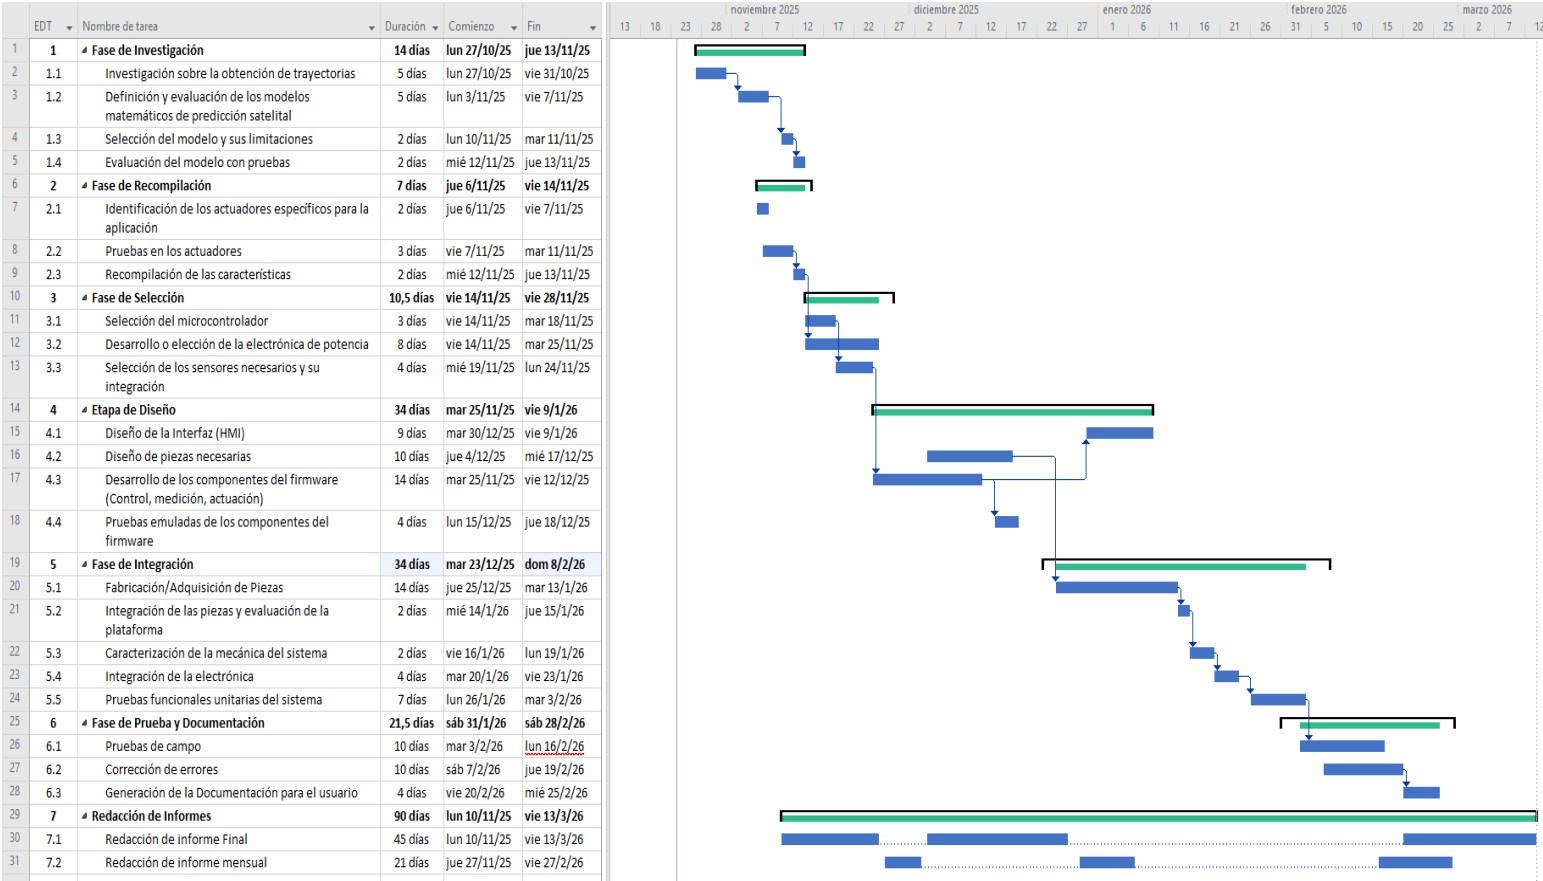 noviembre 2025 diciembre 2025 enero 2026 febrero 2026 marzo 2026
EDT Nombre de tarea Duración Comienzo Fin 13 18 23 28 2 7 12 17 22 27 2 7 12 17 22 27 1 6 11 16 21 26 31 5 10 15 20 25 2 7 12
1 1 Fase de Investigación 14 días lun 27/10/25 jue 13/11/25
2 1.1 Investigación sobre la obtención de trayectorias 5 días lun 27/10/25 vie 31/10/25
3 1.2 Definición y evaluación de los modelos 5 días lun 3/11/25 vie 7/11/25
matemáticos de predicción satelital
4 1.3 Selección del modelo y sus limitaciones 2 días lun 10/11/25 mar 11/11/25
5 1.4 Evaluación del modelo con pruebas 2 días mié 12/11/25 jue 13/11/25
6 2 Fase de Recompilación 7 días jue 6/11/25 vie 14/11/25
7 2.1 Identificación de los actuadores específicos para la 2 días jue 6/11/25 vie 7/11/25
aplicación
8 2.2 Pruebas en los actuadores 3 días vie 7/11/25 mar 11/11/25
9 2.3 Recompilación de las características 2 días mié 12/11/25 jue 13/11/25
10 3 Fase de Selección 10,5 días vie 14/11/25 vie 28/11/25
11 3.1 Selección del microcontrolador 3 días vie 14/11/25 mar 18/11/25
12 3.2 Desarrollo o elección de la electrónica de potencia 8 días vie 14/11/25 mar 25/11/25
13 3.3 Selección de los sensores necesarios y su 4 días mié 19/11/25 lun 24/11/25
integración
14 4 Etapa de Diseño 34 días mar 25/11/25 vie 9/1/26
15 4.1 Diseño de la Interfaz (HMI) 9 días mar 30/12/25 vie 9/1/26
16 4.2 Diseño de piezas necesarias 10 días jue 4/12/25 mié 17/12/25
17 4.3 Desarrollo de los componentes del firmware 14 días mar 25/11/25 vie 12/12/25
(Control, medición, actuación)
18 4.4 Pruebas emuladas de los componentes del 4 días lun 15/12/25 jue 18/12/25
firmware
19 5 Fase de Integración 34 días mar 23/12/25 dom 8/2/26
20 5.1 Fabricación/Adquisición de Piezas 14 días jue 25/12/25 mar 13/1/26
21 5.2 Integración de las piezas y evaluación de la 2 días mié 14/1/26 jue 15/1/26
plataforma
22 5.3 Caracterización de la mecánica del sistema 2 días vie 16/1/26 lun 19/1/26
23 5.4 Integración de la electrónica 4 días mar 20/1/26 vie 23/1/26
24 5.5 Pruebas funcionales unitarias del sistema 7 días lun 26/1/26 mar 3/2/26
25 6 Fase de Prueba y Documentación 21,5 días sáb 31/1/26 sáb 28/2/26
26 6.1 Pruebas de campo 10 días mar 3/2/26 lun 16/2/26
27 6.2 Corrección de errores 10 días sáb 7/2/26 jue 19/2/26
28 6.3 Generación de la Documentación para el usuario 4 días vie 20/2/26 mié 25/2/26
29 7 Redacción de Informes 90 días lun 10/11/25 vie 13/3/26
30 7.1 Redacción de informe Final 45 días lun 10/11/25 vie 13/3/26
31 7.2 Redacción de informe mensual 21 días jue 27/11/25 vie 27/2/26